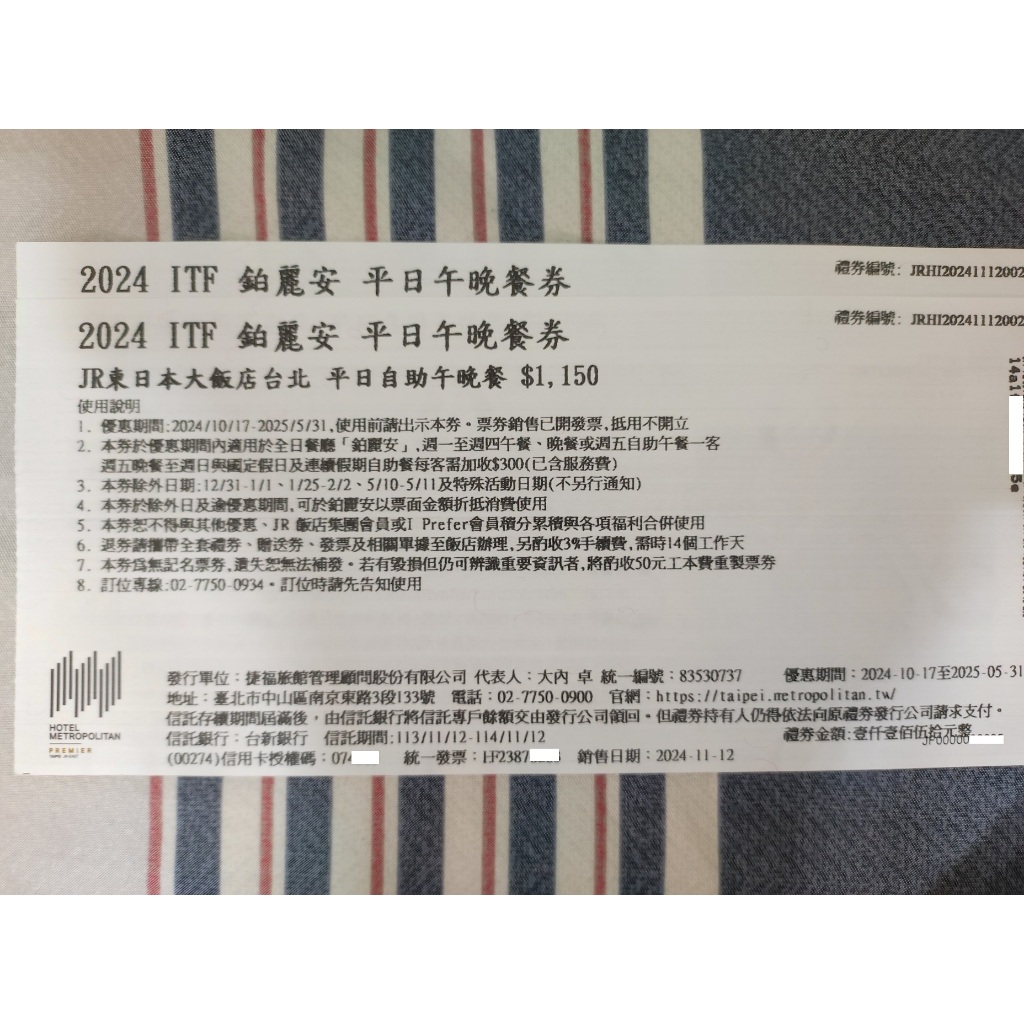 2024 ITF 鉑麗安 平日午晚餐券
禮券編號: JRHI20241112002
2024 ITF 鉑麗安 平日午晚餐券
禮券編號: JRHI20241112002
JR東日本大飯店台北 平日自助午晚餐 $1,150
使用說明
1. 優惠期間:2024/10/17-2025/5/31,使用前請出示本券。票券銷售已開發票,抵用不開立
2. 本券於優惠期間內適用於全日餐廳「鉑麗安」,週一至週四午餐、晚餐或週五自助午餐一客
週五晚餐至週日與國定假日及連續假期自助餐每客需加收$300(已含服務費)
3. 本券除外日期:12/31-1/1、1/25-2/2、5/10-5/11及特殊活動日期(不另行通知)
4. 本券於除外日及逾優惠期間,可於鉑麗安以票面金額折抵消費使用
5. 本券恕不得與其他優惠、JR 飯店集團會員或I Prefer會員積分累積與各項福利合併使用
6. 退券請攜帶全套禮券、贈送券、發票及相關單據至飯店辦理,另酌收3%手續費,需時14個工作天
7. 本券為無記名票券,遺失恕無法補發。若有毀損但仍可辨識重要資訊者,將酌收50元工本費重製票券
8. 訂位專線:02-7750-0934。訂位時請先告知使用
14a1
5e
HOTEL
METROPOLITAN
PREMIER
TAIPEI JR-EAST
發行單位：捷福旅館管理顧問股份有限公司 代表人：大內 卓 統一編號：83530737 優惠期間：2024-10-17至2025-05-31
地址：臺北市中山區南京東路3段133號 電話：02-7750-0900 官網：https://taipei.metropolitan.tw/
信託存續期間屆滿後，由信託銀行將信託專戶餘額交由發行公司領回。但禮券持有人仍得依法向原禮券發行公司請求支付。
信託銀行：台新銀行 信託期間:113/11/12-114/11/12 禮券金額:壹仟壹佰伍拾元整
JF00000
(00274)信用卡授權碼：074 統一發票：HF2387 銷售日期：2024-11-12